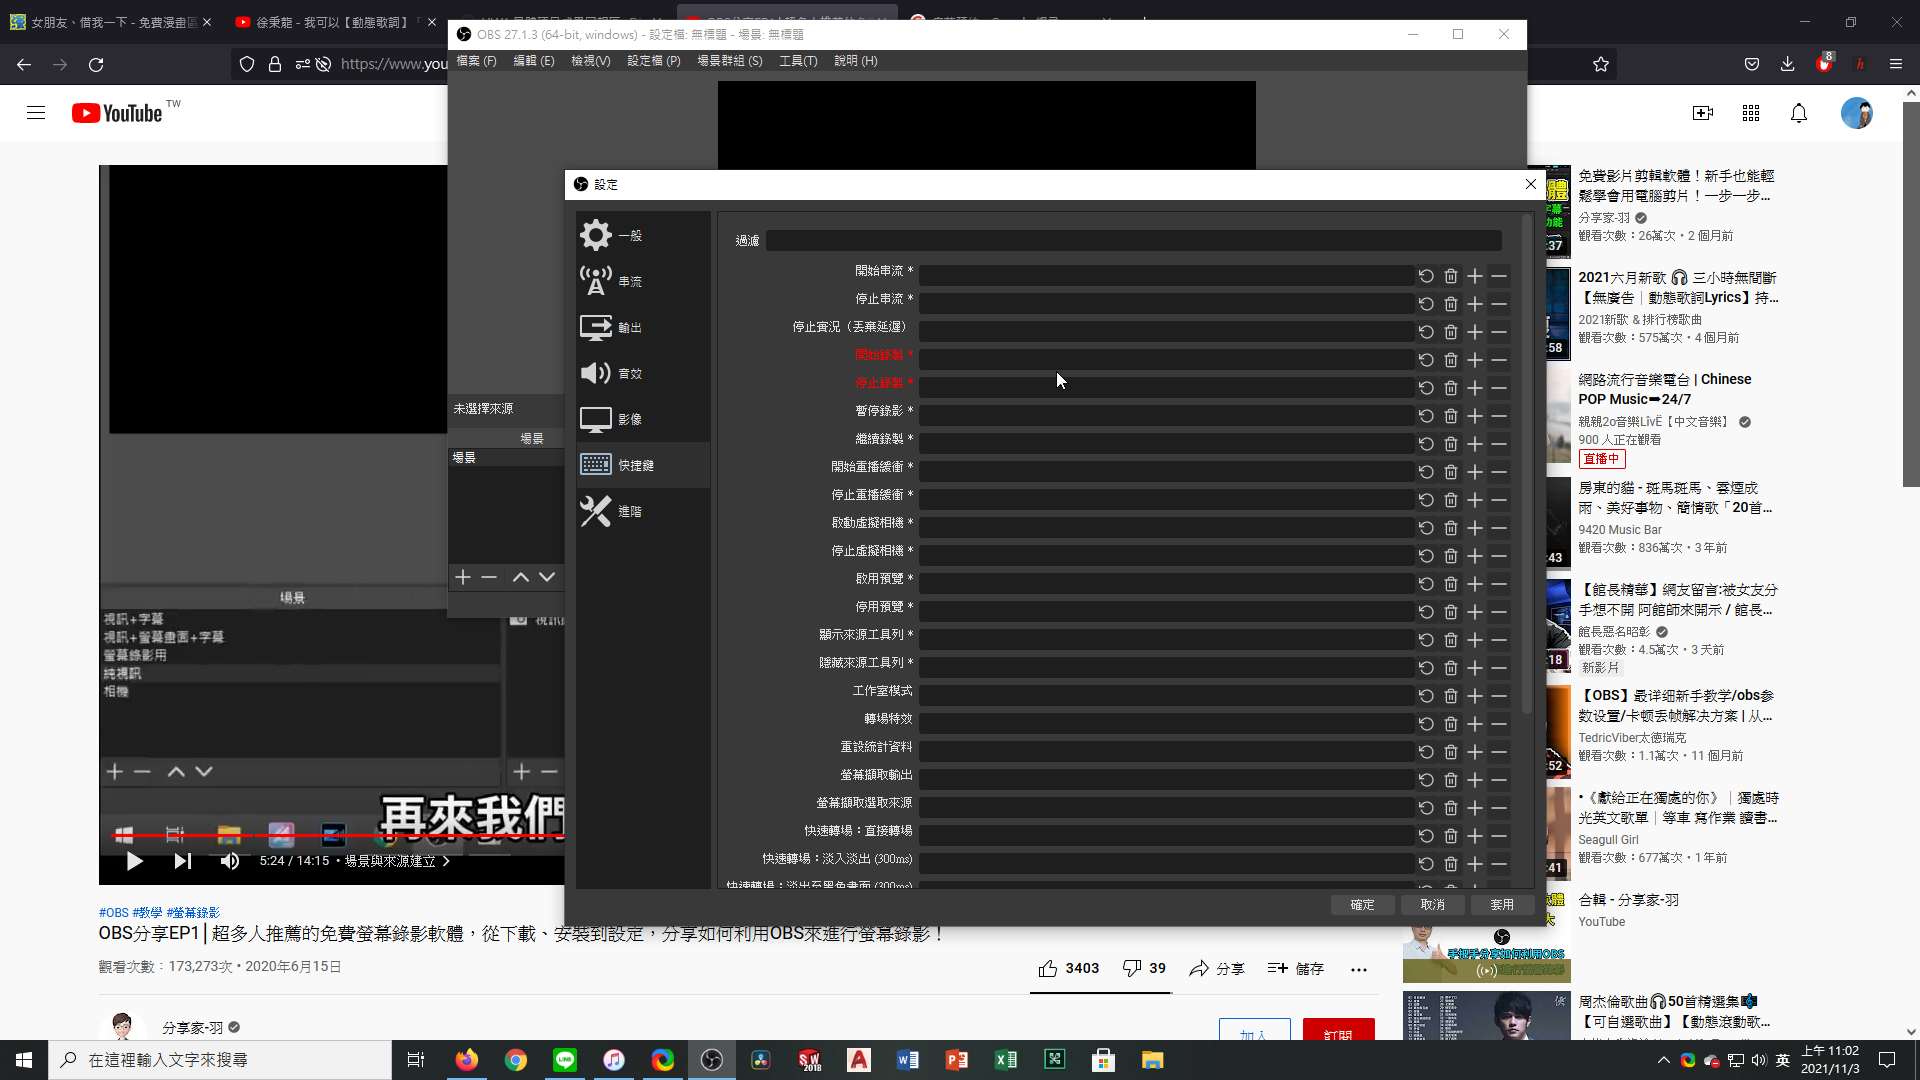 女朋友、借我一下 - 免費漫畫區
徐秉龍 - 我可以【動態歌詞】「
https://www.you
8
OBS 27.1.3 (64-bit, windows) - 設定檔: 無標題 - 場景: 無標題
檔案 (F) 編輯 (E) 檢視(V) 設定檔 (P) 場景群組 (S) 工具(T) 說明 (H)
YouTube TW
設定
一般
串流
輸出
音效
影像
快捷鍵
進階
過濾
開始串流 *
停止串流 *
停止實況（丟棄延遲）
開始錄製 *
停止錄製 *
暫停錄影 *
繼續錄製 *
開始重播緩衝 *
停止重播緩衝 *
啟動虛擬相機 *
停止虛擬相機 *
啟用預覽 *
停用預覽 *
顯示來源工具列 *
隱藏來源工具列 *
工作室模式
轉場特效
重設統計資料
螢幕擷取輸出
螢幕擷取選取來源
快速轉場：直接轉場
快速轉場：淡入淡出 (300ms)
快速轉場：淡出至黑色畫面 (300ms)
確定 取消 套用
未選擇來源
場景
場景
場景
視訊+字幕
視訊+螢幕畫面+字幕
螢幕錄影用
純視訊
相機
再來我們
5:24 / 14:15 • 場景與來源建立
#OBS #教學 #螢幕錄影
OBS分享EP1│超多人推薦的免費螢幕錄影軟體，從下載、安裝到設定，分享如何利用OBS來進行螢幕錄影！
觀看次數：173,273次 • 2020年6月15日
3403 39 分享 儲存
分享家-羽
加入 訂閱
:37
免費影片剪輯軟體！新手也能輕
鬆學會用電腦剪片！一步一步...
分享家-羽
觀看次數：26萬次 • 2 個月前
:58
2021六月新歌 🎧 三小時無間斷
【無廣告｜動態歌詞Lyrics】持...
2021新歌 & 排行榜歌曲
觀看次數：575萬次 • 4 個月前
網路流行音樂電台 | Chinese
POP Music➡24/7
親親2o音樂LîvË【中文音樂】
900 人正在觀看
直播中
:43
房東的貓 - 斑馬斑馬、雲煙成
雨、美好事物、簡情歌「20首...
9420 Music Bar
觀看次數：836萬次 • 3 年前
:18
【館長精華】網友留言:被女友分
手想不開 阿館師來開示 / 館長...
館長惡名昭彰
觀看次數：4.5萬次 • 3 天前
新影片
:52
【OBS】最详细新手教学/obs参
数设置/卡顿丢帧解决方案 | 从...
TedricViber太德瑞克
觀看次數：1.1萬次 • 11 個月前
:41
•《獻給正在獨處的你》｜獨處時
光英文歌單｜等車 寫作業 讀書...
Seagull Girl
觀看次數：677萬次 • 1 年前
手把手分享如何利用OBS
合輯 - 分享家-羽
YouTube
周杰倫歌曲🎧50首精選集
【可自選歌曲】【動態滾動歌...
在這裡輸入文字來搜尋
英
上午 11:02
2021/11/3